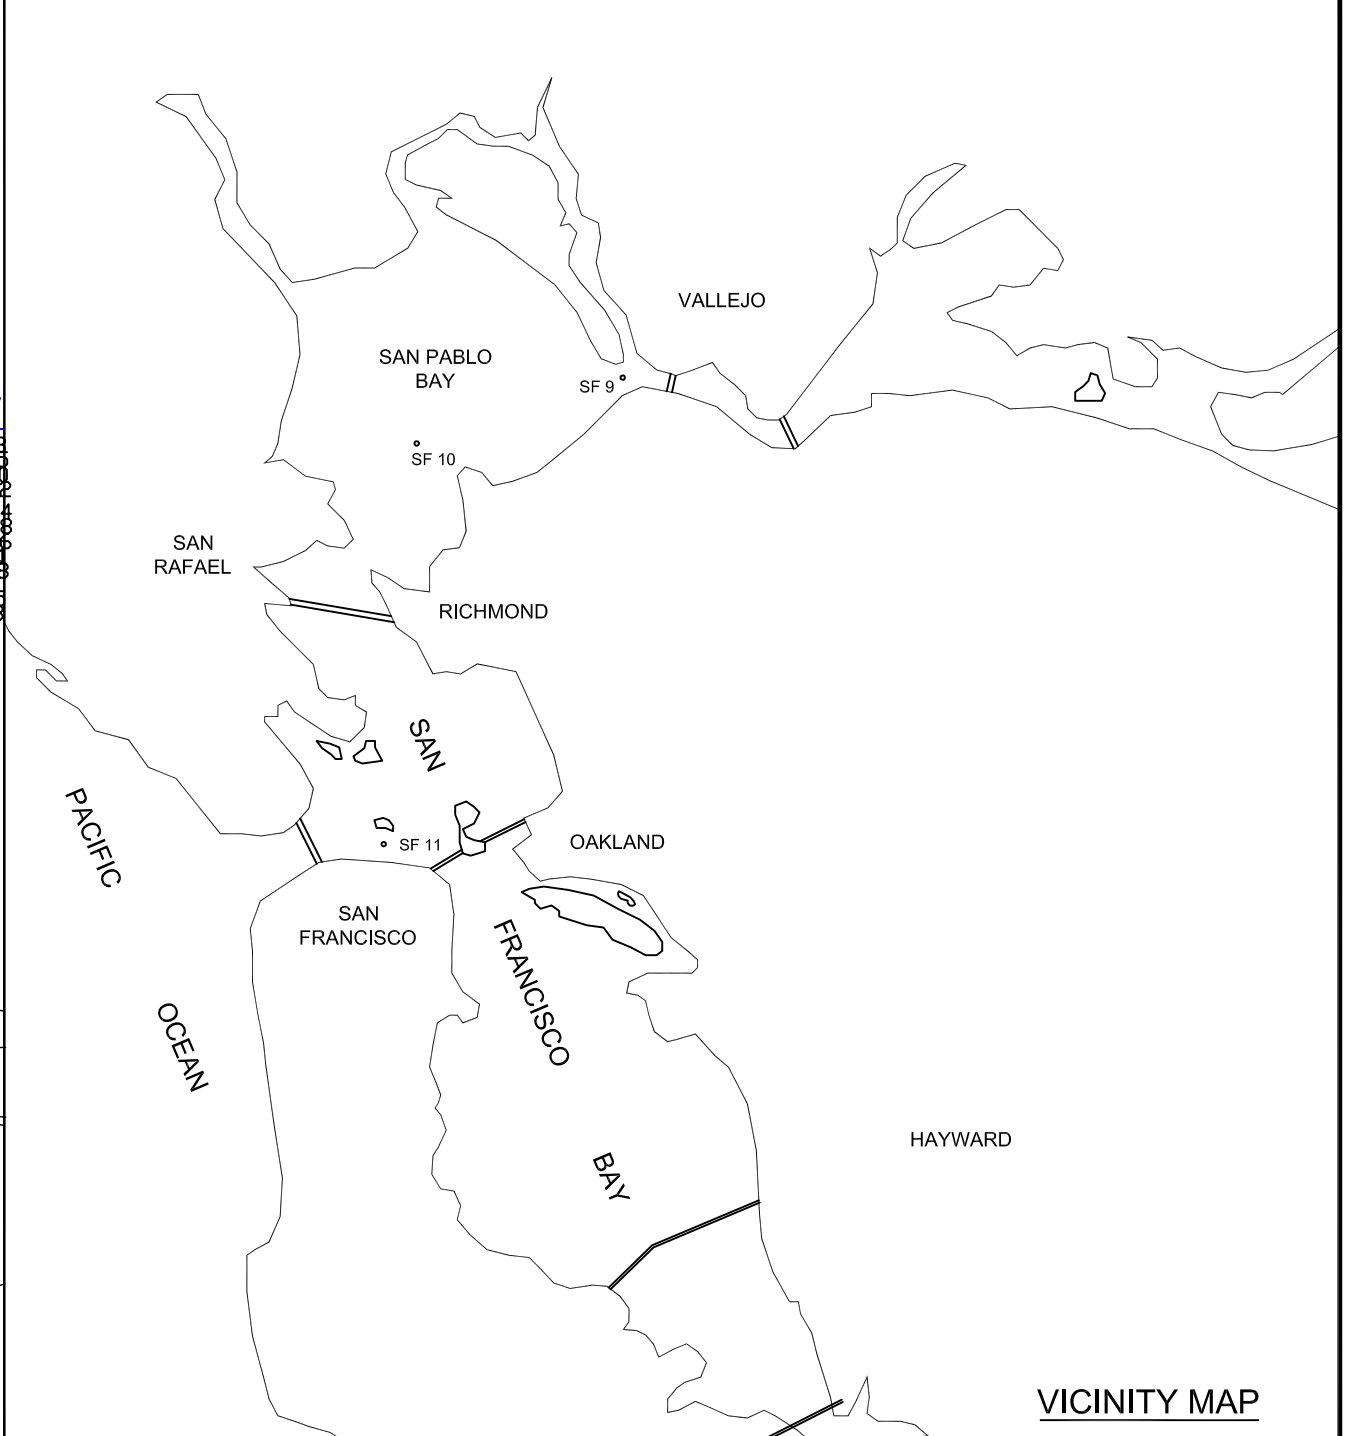 VALLEJO
SAN PABLO
BAY
SF 9
SF 10
SAN
RAFAEL
RICHMOND
SAN
PACIFIC
SF 11
OAKLAND
SAN
FRANCISCO
FRANCISCO
OCEAN
HAYWARD
BAY
VICINITY MAP